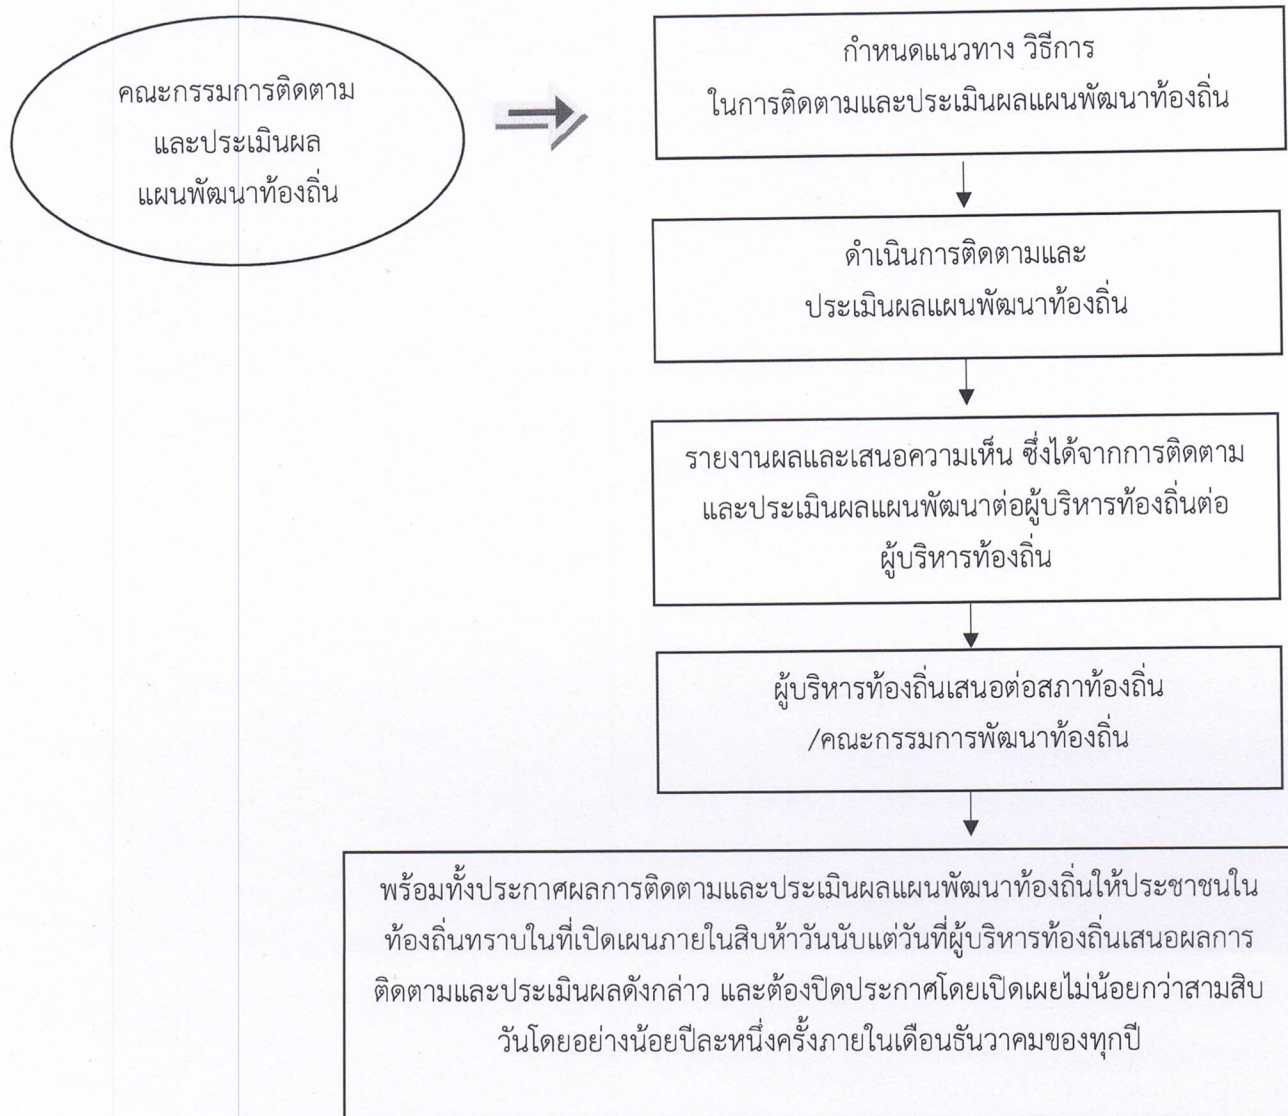 คณะกรรมการติดตาม
และประเมินผล
แผนพัฒนาท้องถิ่น
กำหนดแนวทาง วิธีการ
ในการติดตามและประเมินผลแผนพัฒนาท้องถิ่น
ดำเนินการติดตามและ
ประเมินผลแผนพัฒนาท้องถิ่น
รายงานผลและเสนอความเห็น ซึ่งได้จากการติดตาม
และประเมินผลแผนพัฒนาต่อผู้บริหารท้องถิ่นต่อ
ผู้บริหารท้องถิ่น
ผู้บริหารท้องถิ่นเสนอต่อสภาท้องถิ่น
/คณะกรรมการพัฒนาท้องถิ่น
พร้อมทั้งประกาศผลการติดตามและประเมินผลแผนพัฒนาท้องถิ่นให้ประชาชนใน
ท้องถิ่นทราบในที่เปิดเผนภายในสิบห้าวันนับแต่วันที่ผู้บริหารท้องถิ่นเสนอผลการ
ติดตามและประเมินผลดังกล่าว และต้องปิดประกาศโดยเปิดเผยไม่น้อยกว่าสามสิบ
วันโดยอย่างน้อยปีละหนึ่งครั้งภายในเดือนธันวาคมของทุกปี